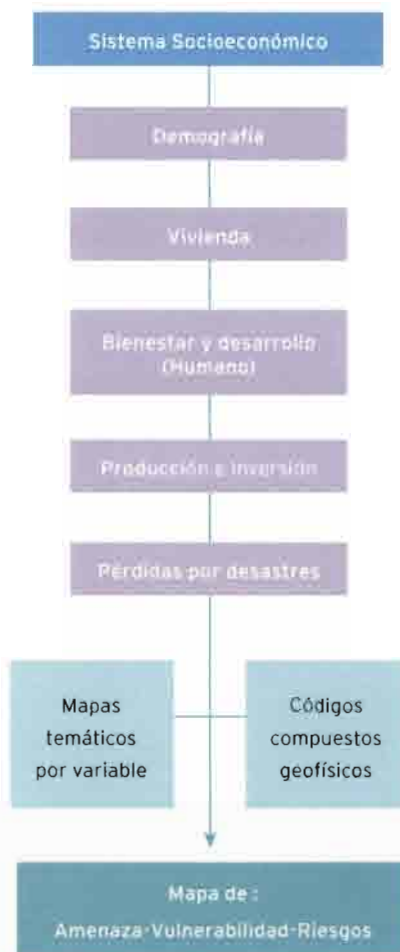 Sistema Socioeconómico
Demografía
Vivienda
Bienestar y desarrollo
(Humano)
Producción e inversión
Pérdidas por desastres
Mapas
temáticos
por variable
Códigos
compuestos
geofísicos
Mapa de :
Amenaza-Vulnerabilidad-Riesgos